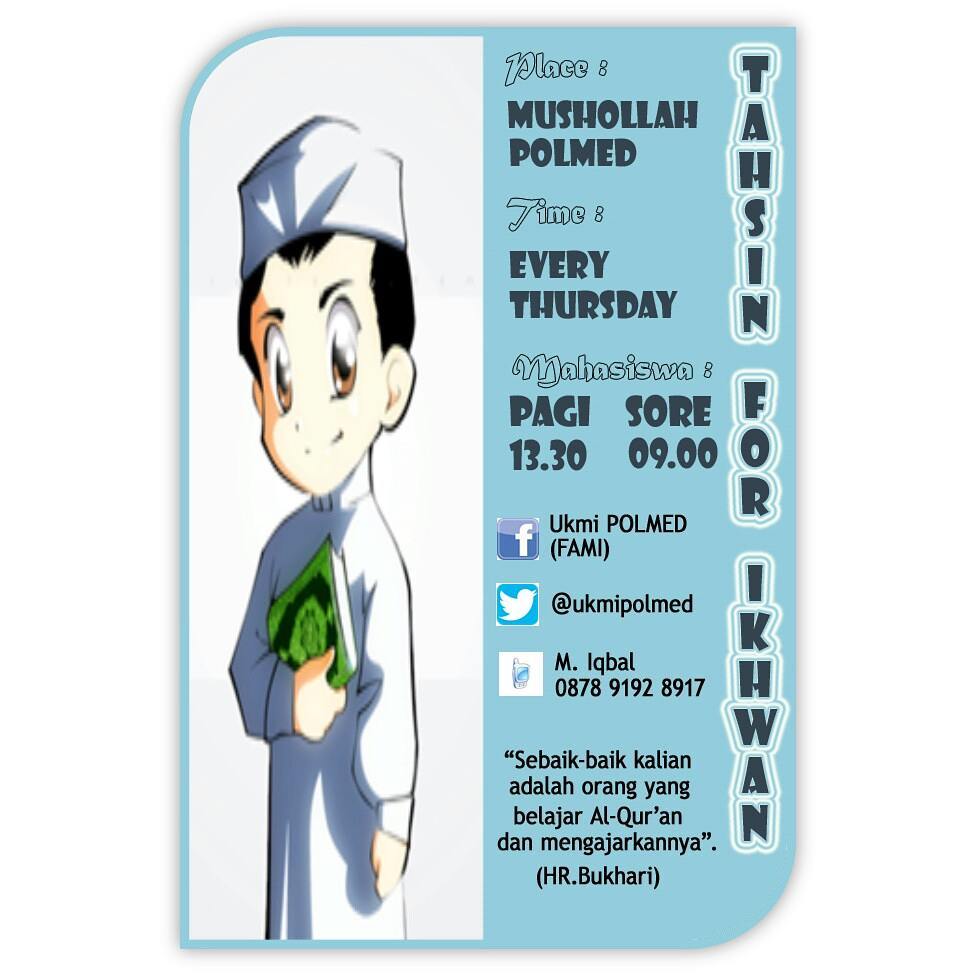 Place :
MUSHOLLAH
POLMED
Time :
EVERY
THURSDAY
Mahasiswa :
PAGI SORE
13.30 09.00
f
Ukmi POLMED
(FAMI)
@ukmipolmed
M. Iqbal
0878 9192 8917
“Sebaik-baik kalian
adalah orang yang
belajar Al-Qur’an
dan mengajarkannya”.
(HR.Bukhari)
TAHSIN FOR IKHWAN